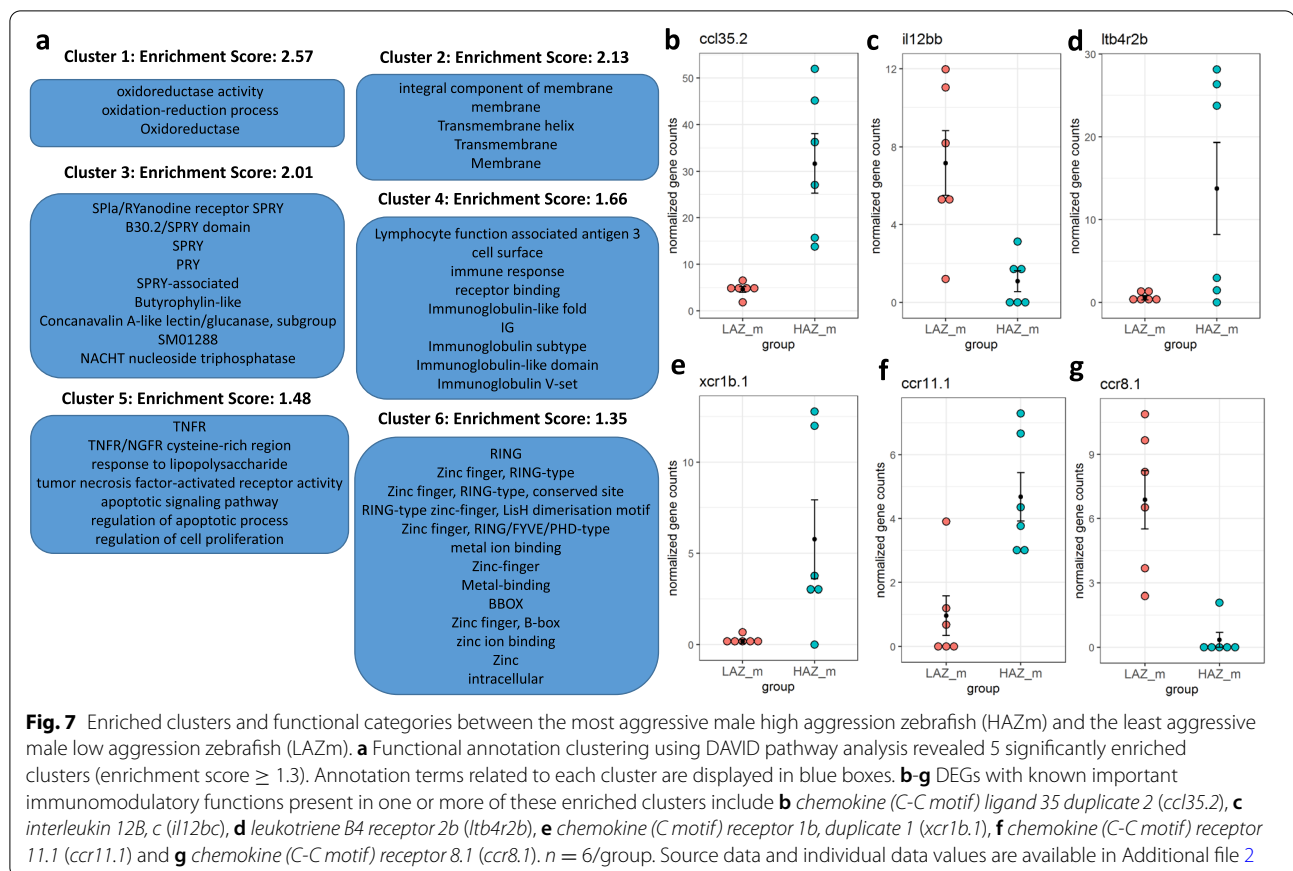 a
Cluster 1: Enrichment Score: 2.57
oxidoreductase activity
oxidation-reduction process
Oxidoreductase
Cluster 2: Enrichment Score: 2.13
integral component of membrane
membrane
Transmembrane helix
Transmembrane
Membrane
Cluster 3: Enrichment Score: 2.01
SPla/RYanodine receptor SPRY
B30.2/SPRY domain
SPRY
PRY
SPRY-associated
Butyrophylin-like
Concanavalin A-like lectin/glucanase, subgroup
SM01288
NACHT nucleoside triphosphatase
Cluster 4: Enrichment Score: 1.66
Lymphocyte function associated antigen 3
cell surface
immune response
receptor binding
Immunoglobulin-like fold
IG
Immunoglobulin subtype
Immunoglobulin-like domain
Immunoglobulin V-set
Cluster 5: Enrichment Score: 1.48
TNFR
TNFR/NGFR cysteine-rich region
response to lipopolysaccharide
tumor necrosis factor-activated receptor activity
apoptotic signaling pathway
regulation of apoptotic process
regulation of cell proliferation
Cluster 6: Enrichment Score: 1.35
RING
Zinc finger, RING-type
Zinc finger, RING-type, conserved site
RING-type zinc-finger, LisH dimerisation motif
Zinc finger, RING/FYVE/PHD-type
metal ion binding
Zinc-finger
Metal-binding
BBOX
Zinc finger, B-box
zinc ion binding
Zinc
intracellular
b
ccl35.2
normalized gene counts
50
40
30
20
10
0
LAZ_m HAZ_m
group
c
il12bb
normalized gene counts
12
8
4
0
LAZ_m HAZ_m
group
d
ltb4r2b
normalized gene counts
30
20
10
0
LAZ_m HAZ_m
group
e
xcr1b.1
normalized gene counts
10
5
0
LAZ_m HAZ_m
group
f
ccr11.1
normalized gene counts
6
4
2
0
LAZ_m HAZ_m
group
g
ccr8.1
normalized gene counts
9
6
3
0
LAZ_m HAZ_m
group
Fig. 7 Enriched clusters and functional categories between the most aggressive male high aggression zebrafish (HAZm) and the least aggressive
male low aggression zebrafish (LAZm). a Functional annotation clustering using DAVID pathway analysis revealed 5 significantly enriched
clusters (enrichment score ≥ 1.3). Annotation terms related to each cluster are displayed in blue boxes. b-g DEGs with known important
immunomodulatory functions present in one or more of these enriched clusters include b chemokine (C-C motif) ligand 35 duplicate 2 (ccl35.2), c
interleukin 12B, c (il12bc), d leukotriene B4 receptor 2b (ltb4r2b), e chemokine (C motif) receptor 1b, duplicate 1 (xcr1b.1), f chemokine (C-C motif) receptor
11.1 (ccr11.1) and g chemokine (C-C motif) receptor 8.1 (ccr8.1). n = 6/group. Source data and individual data values are available in Additional file 2